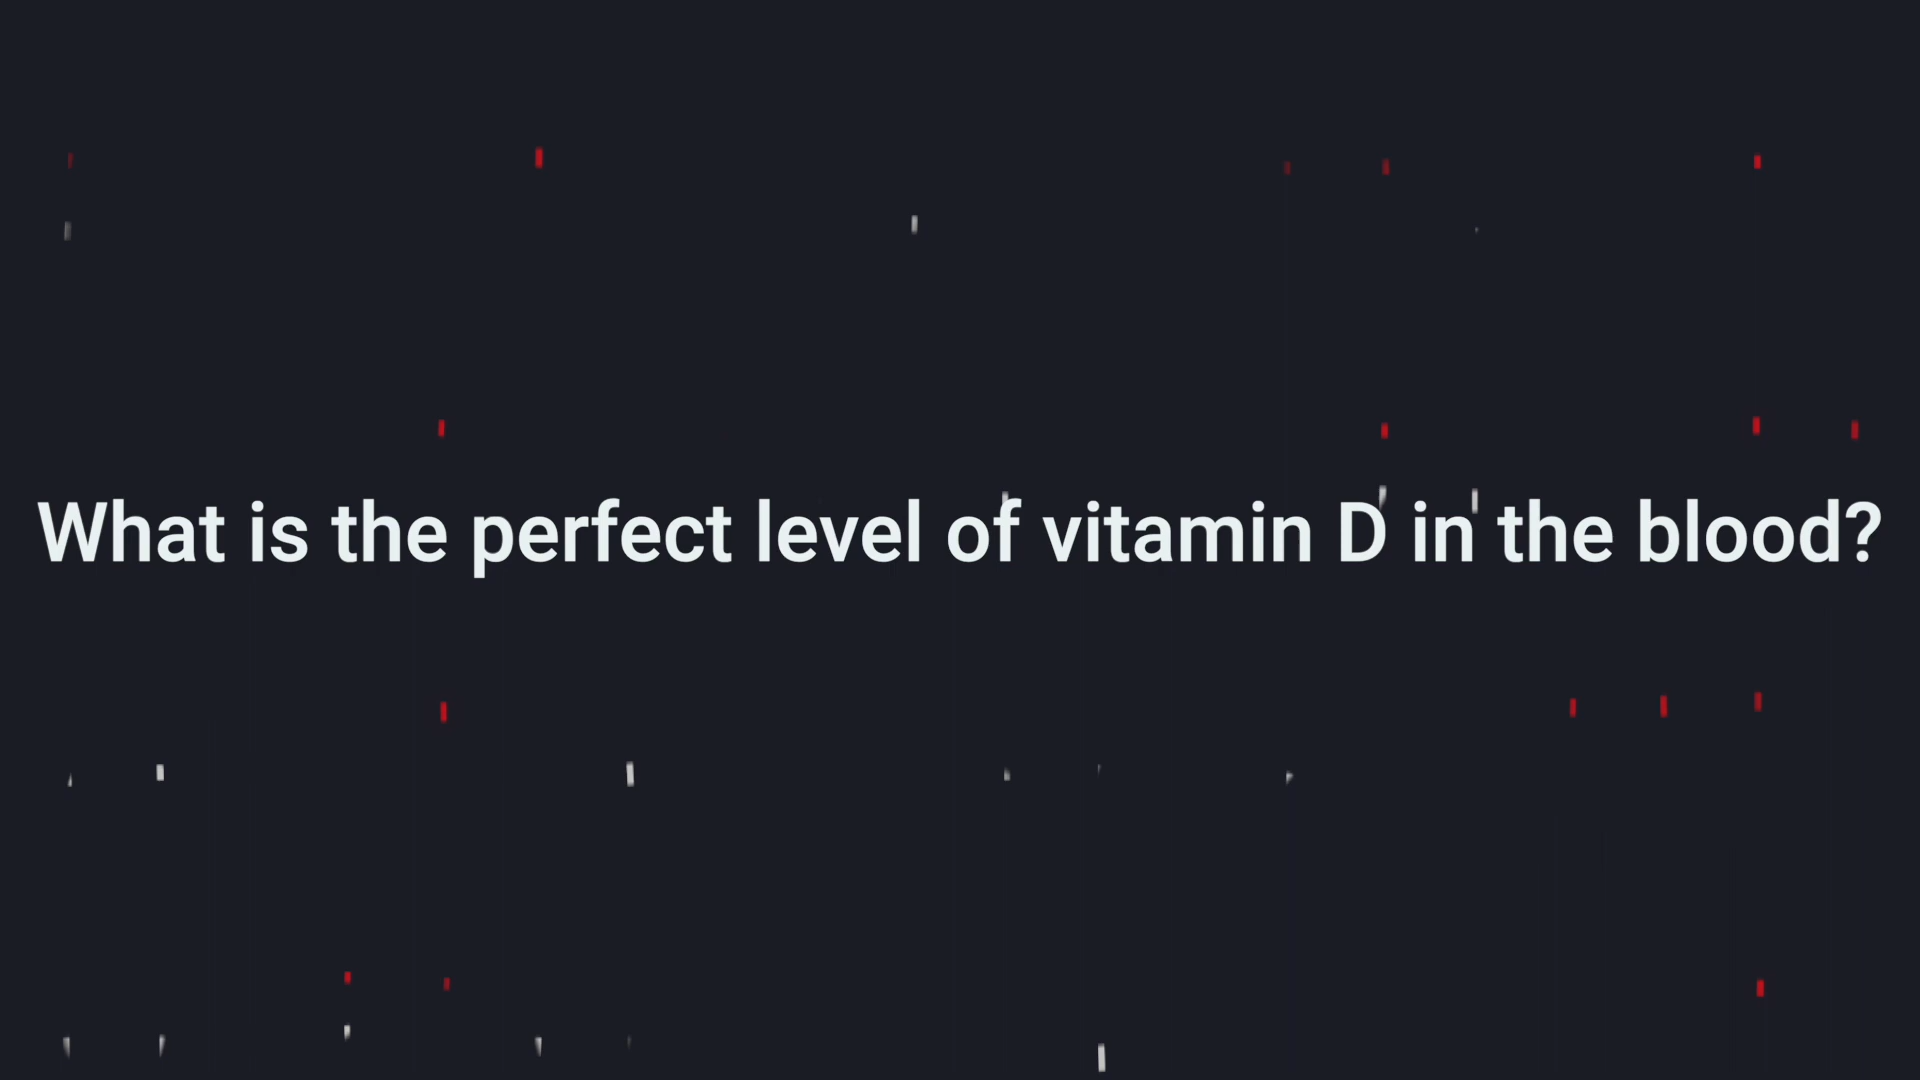 What is the perfect level of vitamin D in the blood?